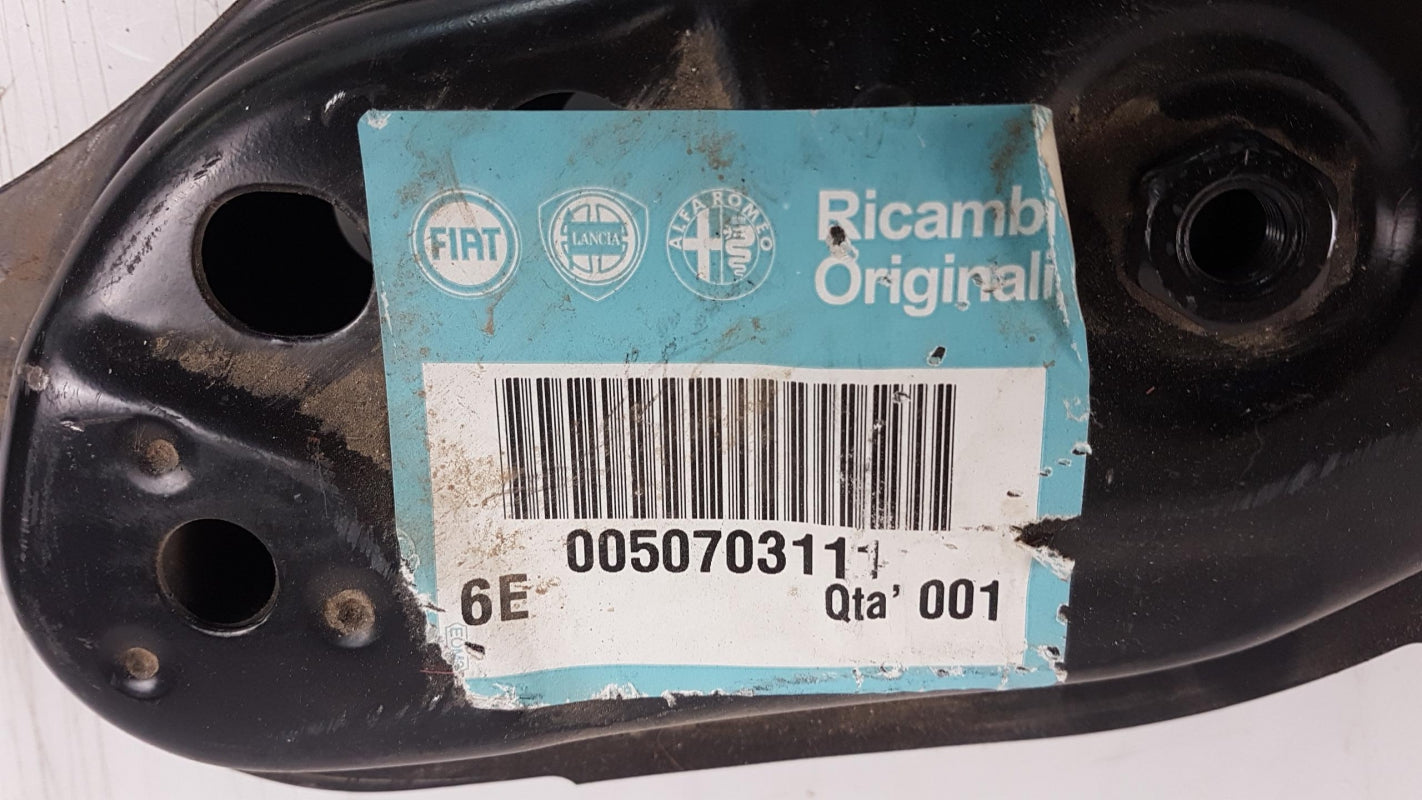 FIAT
LANCIA
ALFA ROMEO
Ricambi
Originali
0050703111
6E
Qta' 001